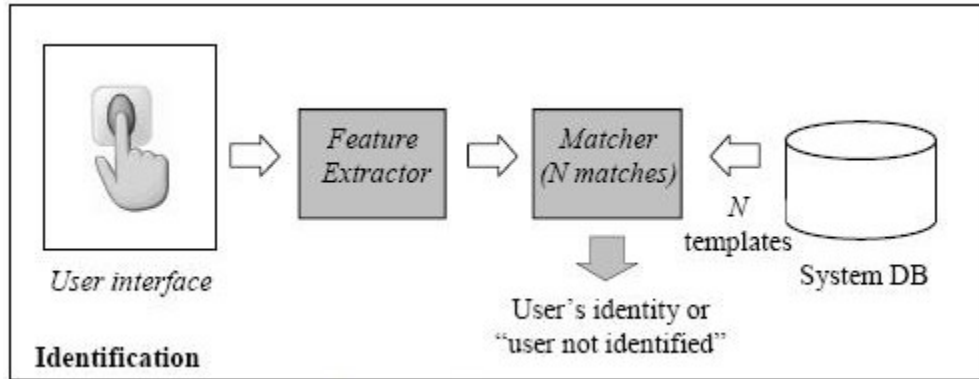 Feature
Extractor
Matcher
(N matches)
N
templates
User interface
System DB
User’s identity or
“user not identified”
Identification